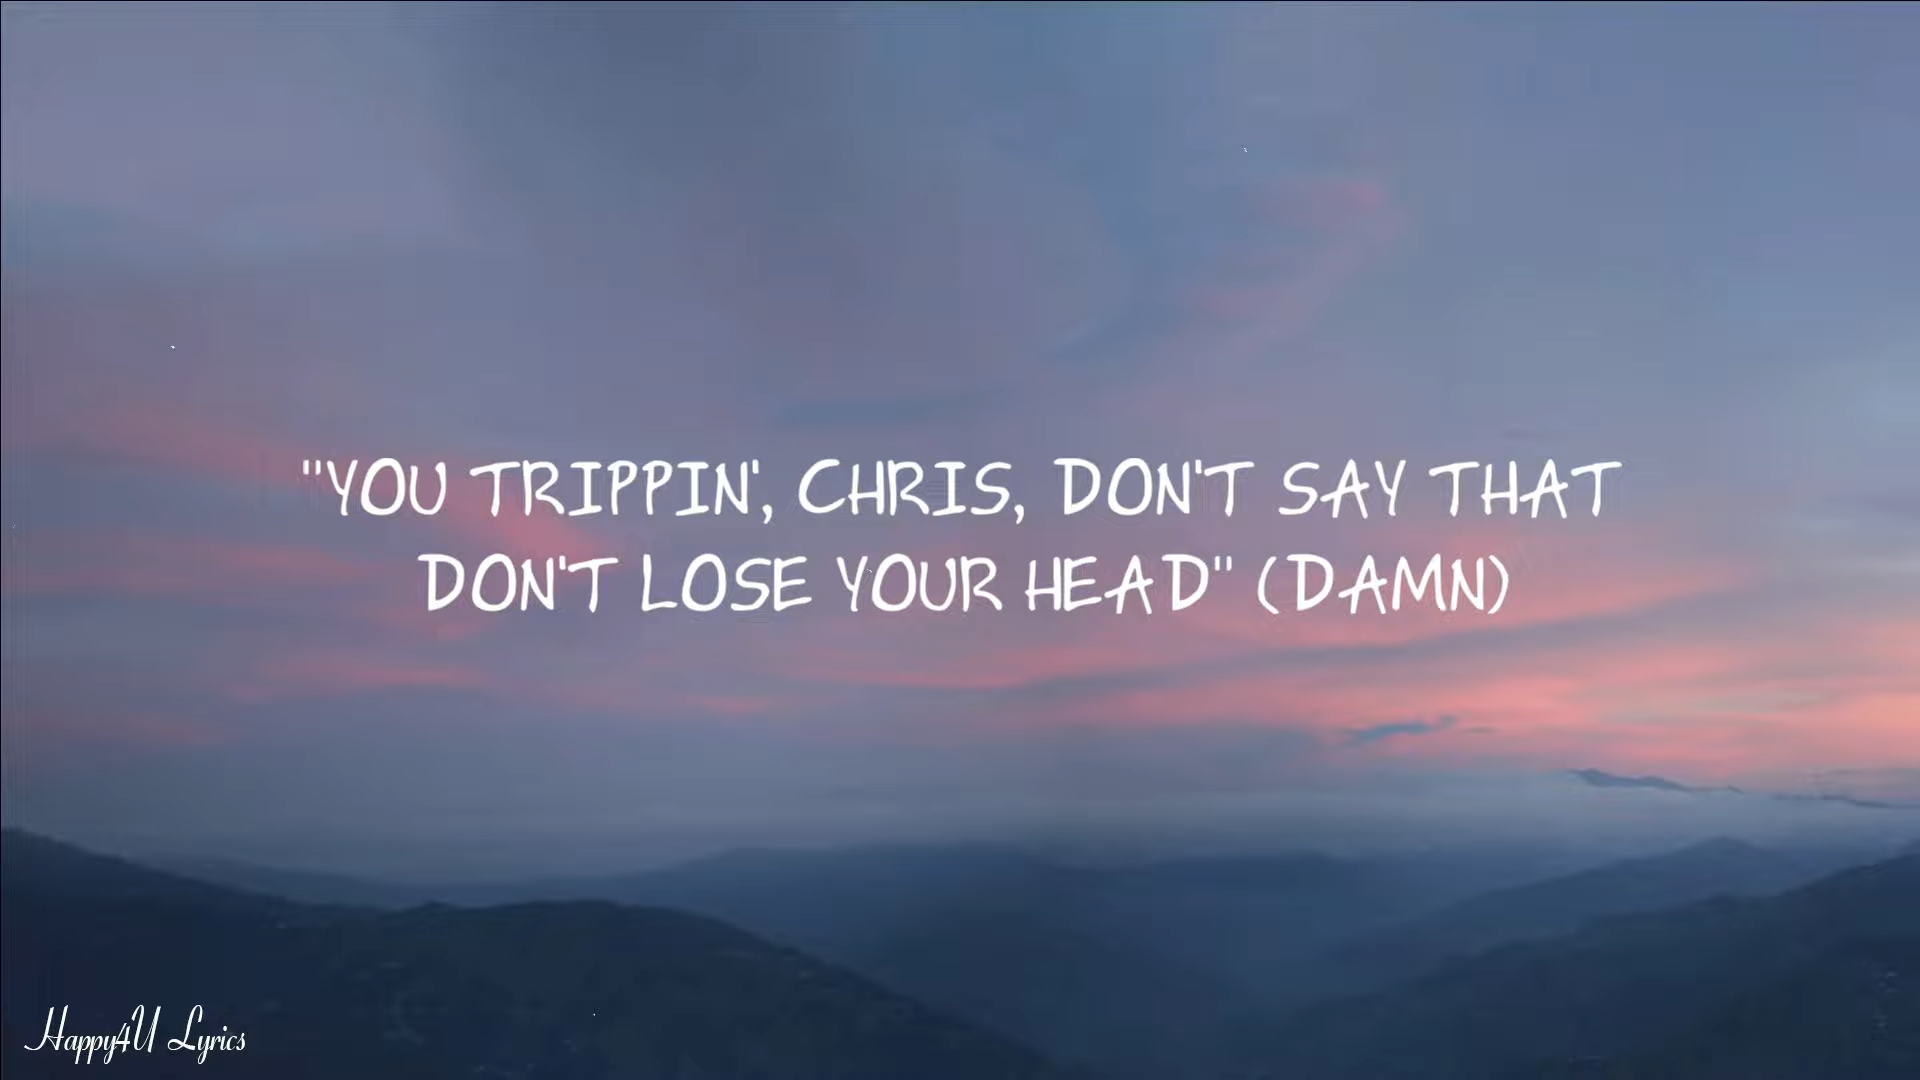 "YOU TRIPPIN', CHRIS, DON'T SAY THAT
DON'T LOSE YOUR HEAD" (DAMN)
Happy4U Lyrics